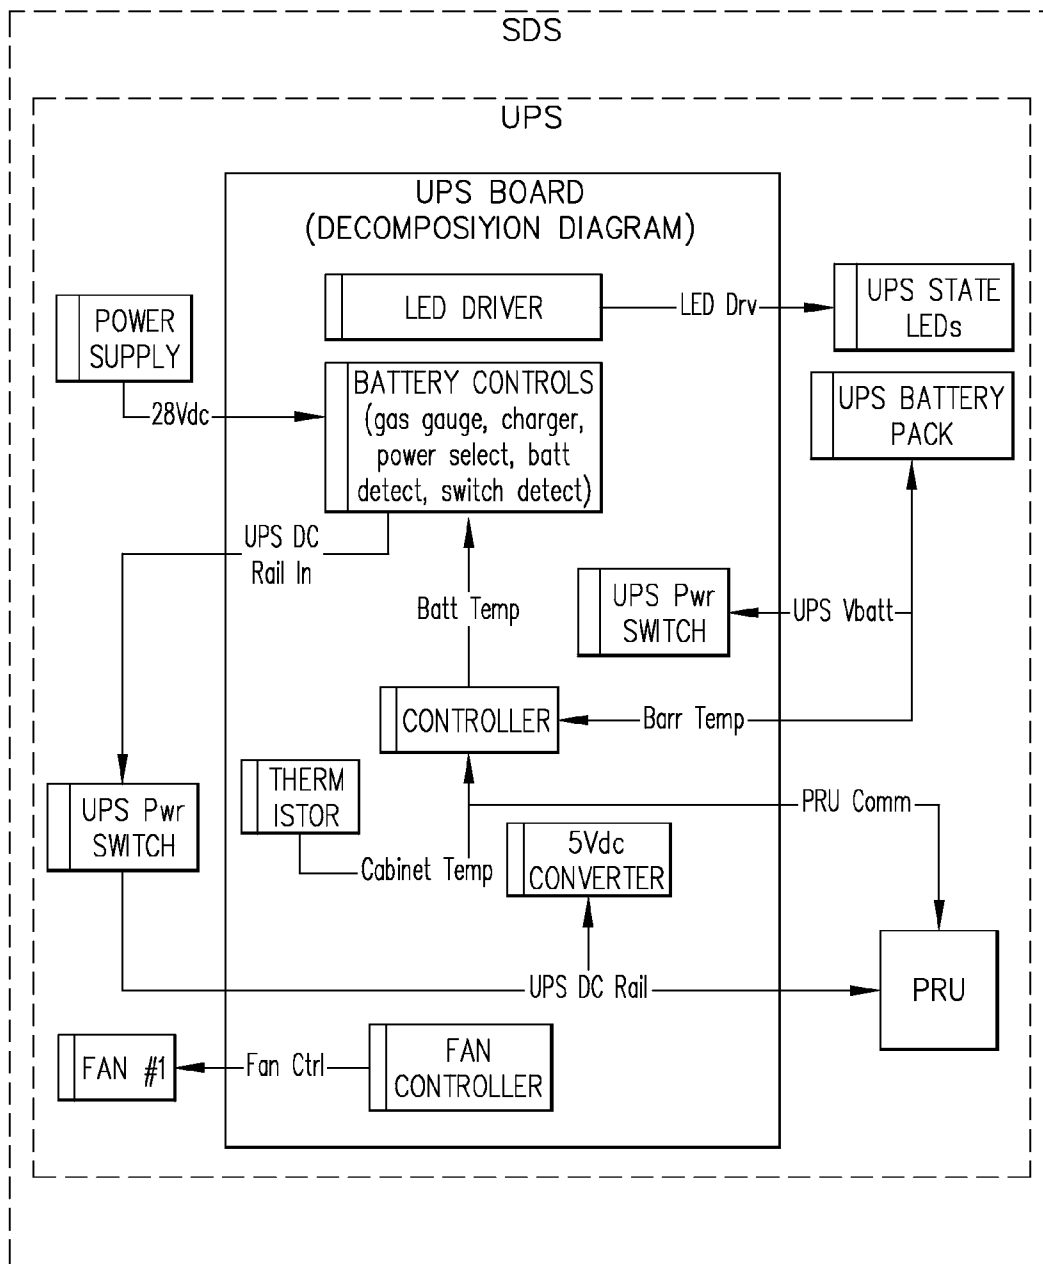 SDS
UPS
UPS BOARD
(DECOMPOSIYION DIAGRAM)
POWER
SUPPLY
LED DRIVER
LED Drv
UPS STATE
LEDs
28Vdc
BATTERY CONTROLS
(gas gauge, charger,
power select, batt
detect, switch detect)
UPS BATTERY
PACK
UPS DC
Rail In
Batt Temp
UPS Pwr
SWITCH
UPS Vbatt
CONTROLLER
Barr Temp
THERM
ISTOR
PRU Comm
UPS Pwr
SWITCH
Cabinet Temp
5Vdc
CONVERTER
UPS DC Rail
PRU
FAN #1
Fan Ctrl
FAN
CONTROLLER